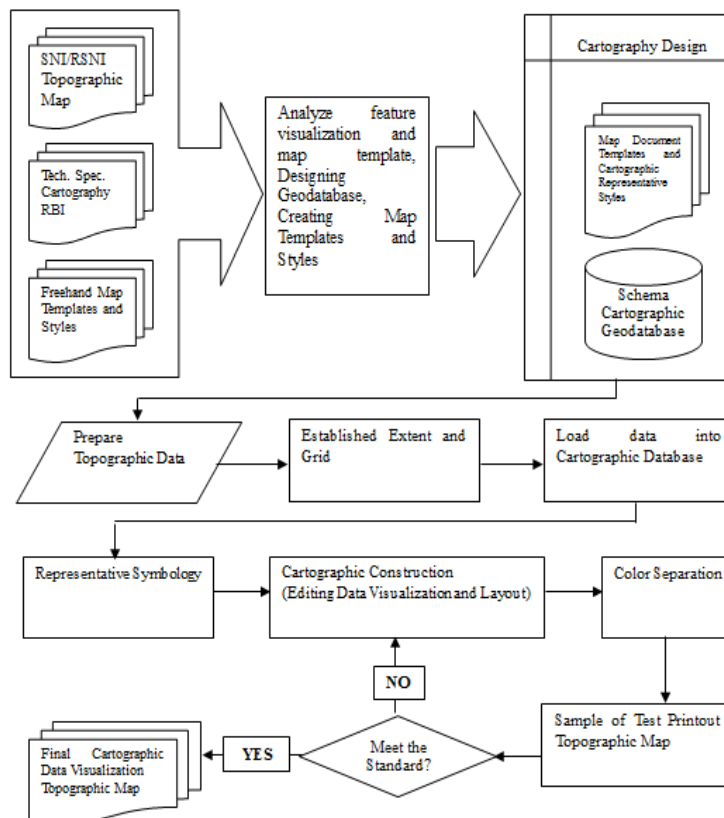 SNI/RSNI
Topographic
Map
Tech. Spec.
Cartography
RBI
Freehand Map
Templates and
Styles
Analyze feature
visualization and
map template,
Designing
Geodatabase,
Creating Map
Templates and
Styles
Cartography Design
Map Document
Templates and
Cartographic
Representative
Styles
Schema
Cartographic
Geodatabase
Prepare
Topographic Data
Established Extent and
Grid
Load data into
Cartographic Database
Representative Symbology
Cartographic Construction
(Editing Data Visualization and Layout)
Color Separation
NO
Sample of Test Printout
Topographic Map
Meet the
Standard?
YES
Final Cartographic
Data Visualization
Topographic Map